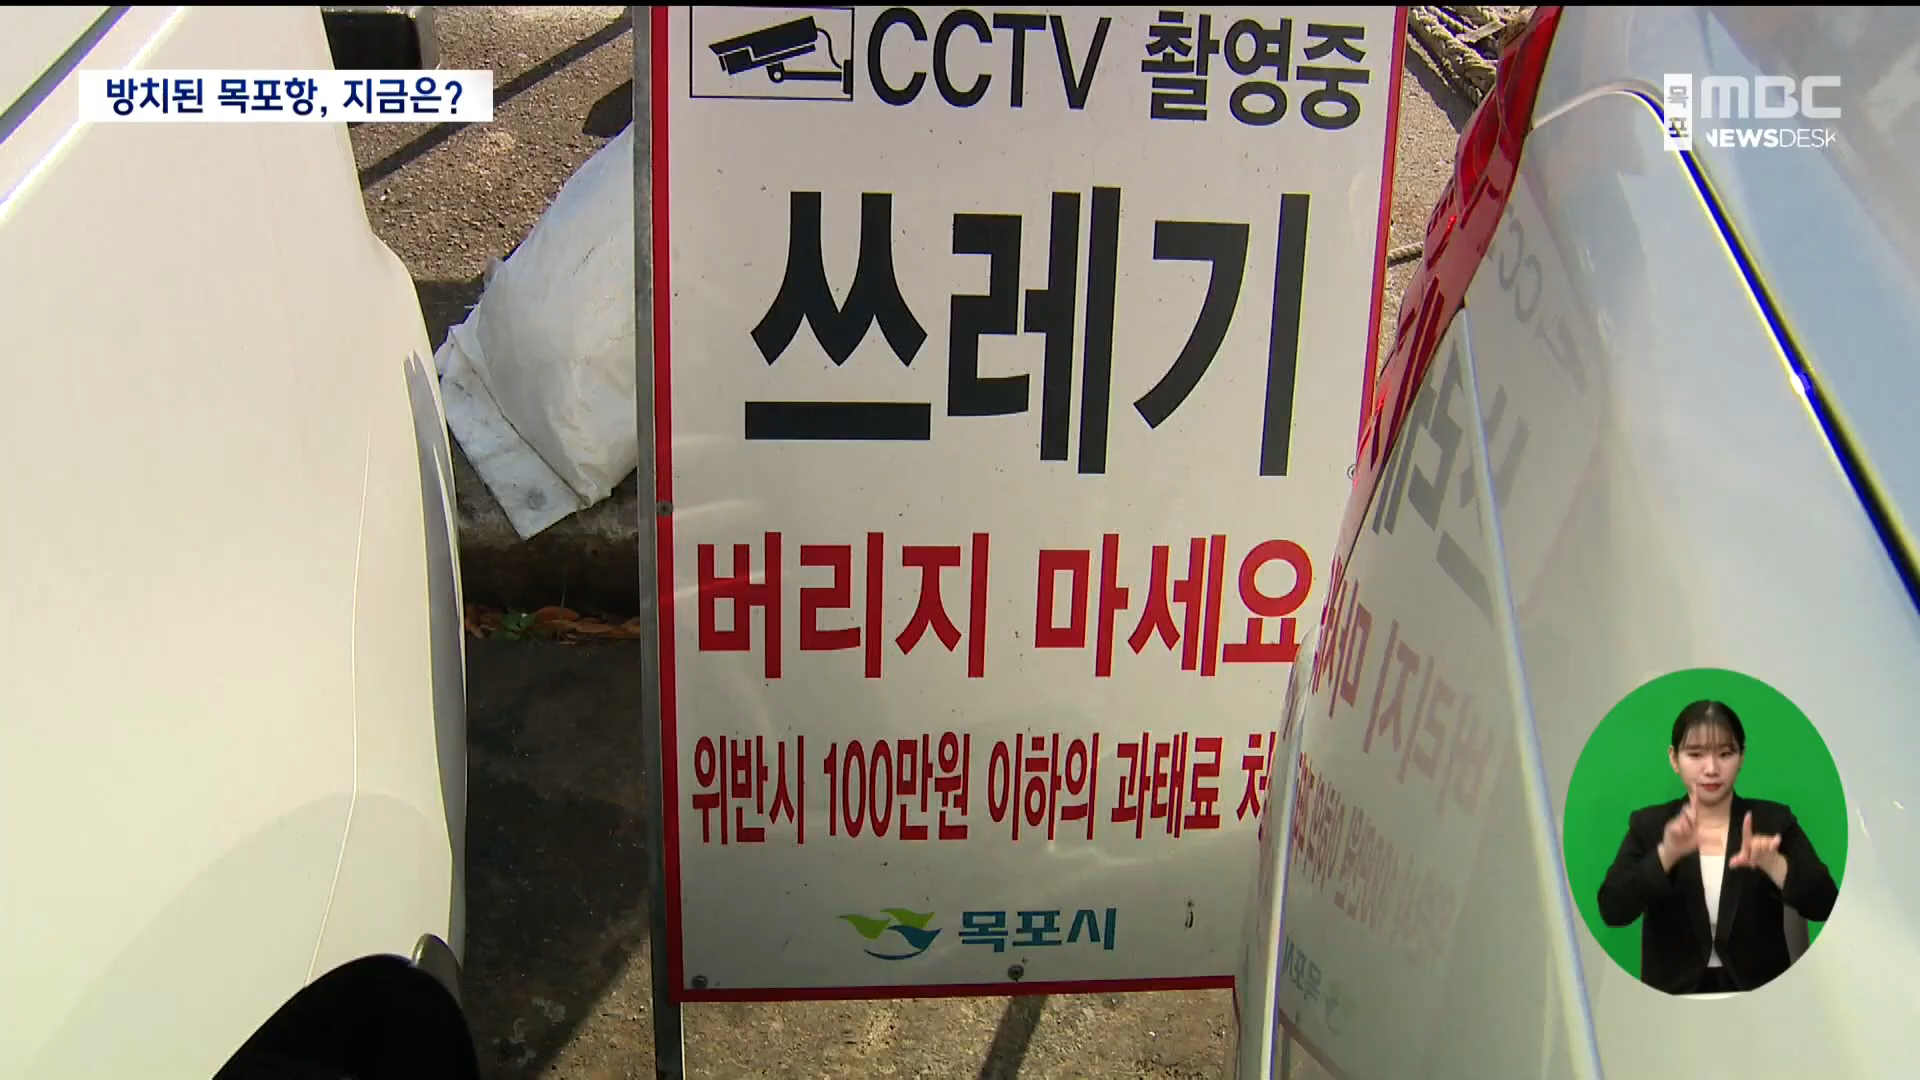 방치된 목포항, 지금은?
목포 MBC
NEWSDESK
CCTV 촬영중
쓰레기
버리지 마세요
위반시 100만원 이하의 과태료
목포시